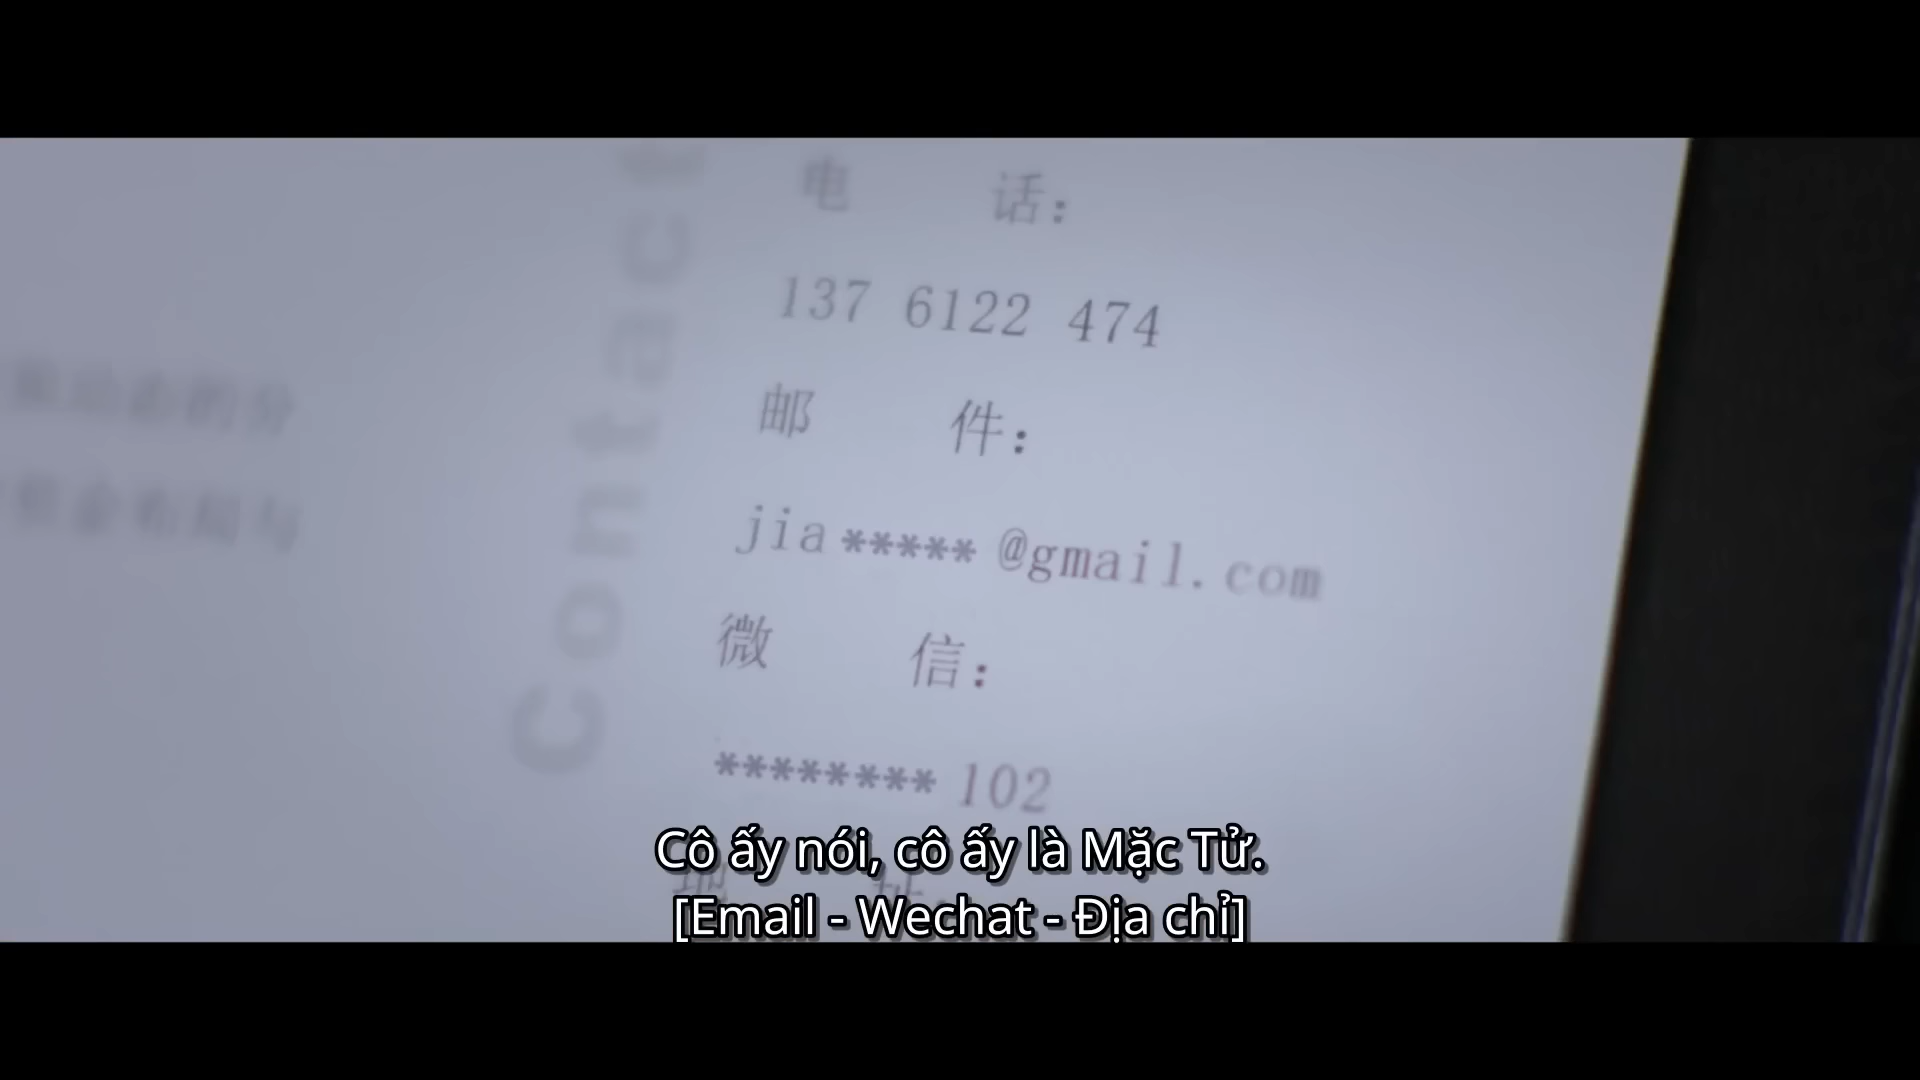 电 话：
137 6122 474
邮 件：
jia*****@gmail.com
微 信：
********102
Contact
Cô ấy nói, cô ấy là Mặc Tử.
[Email - Wechat - Địa chỉ]